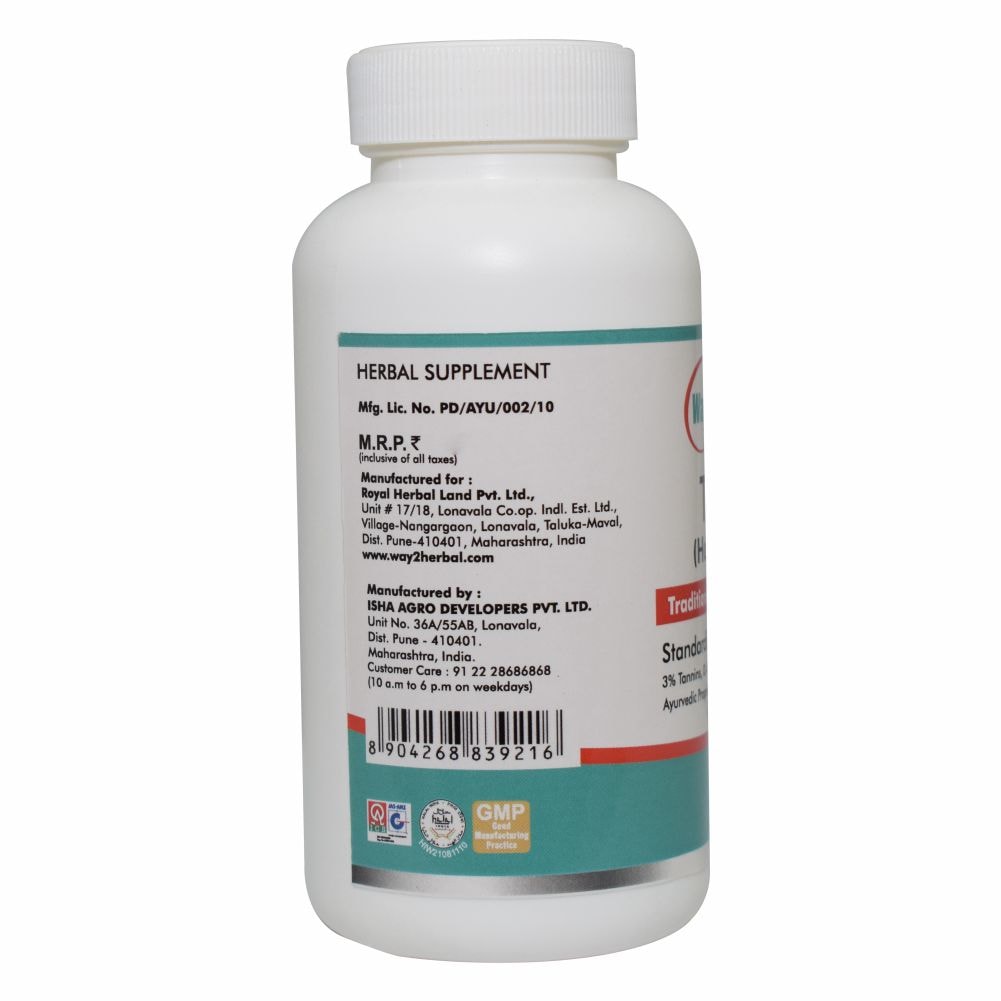 HERBAL SUPPLEMENT
Mfg. Lic. No. PD/AYU/002/10
M.R.P. ₹
(inclusive of all taxes)
Manufactured for :
Royal Herbal Land Pvt. Ltd.,
Unit # 17/18, Lonavala Co.op. Indl. Est. Ltd.,
Village-Nangargaon, Lonavala, Taluka-Maval,
Dist. Pune-410401, Maharashtra, India
www.way2herbal.com
Manufactured by :
ISHA AGRO DEVELOPERS PVT. LTD.
Unit No. 36A/55AB, Lonavala,
Dist. Pune - 410401.
Maharashtra, India.
Customer Care : 91 22 28686868
(10 a.m to 6 p.m on weekdays)
8 904268 839216
HIW21081110
GMP
Good
Manufacturing
Practice
3% Tannins,
Ayurvedic